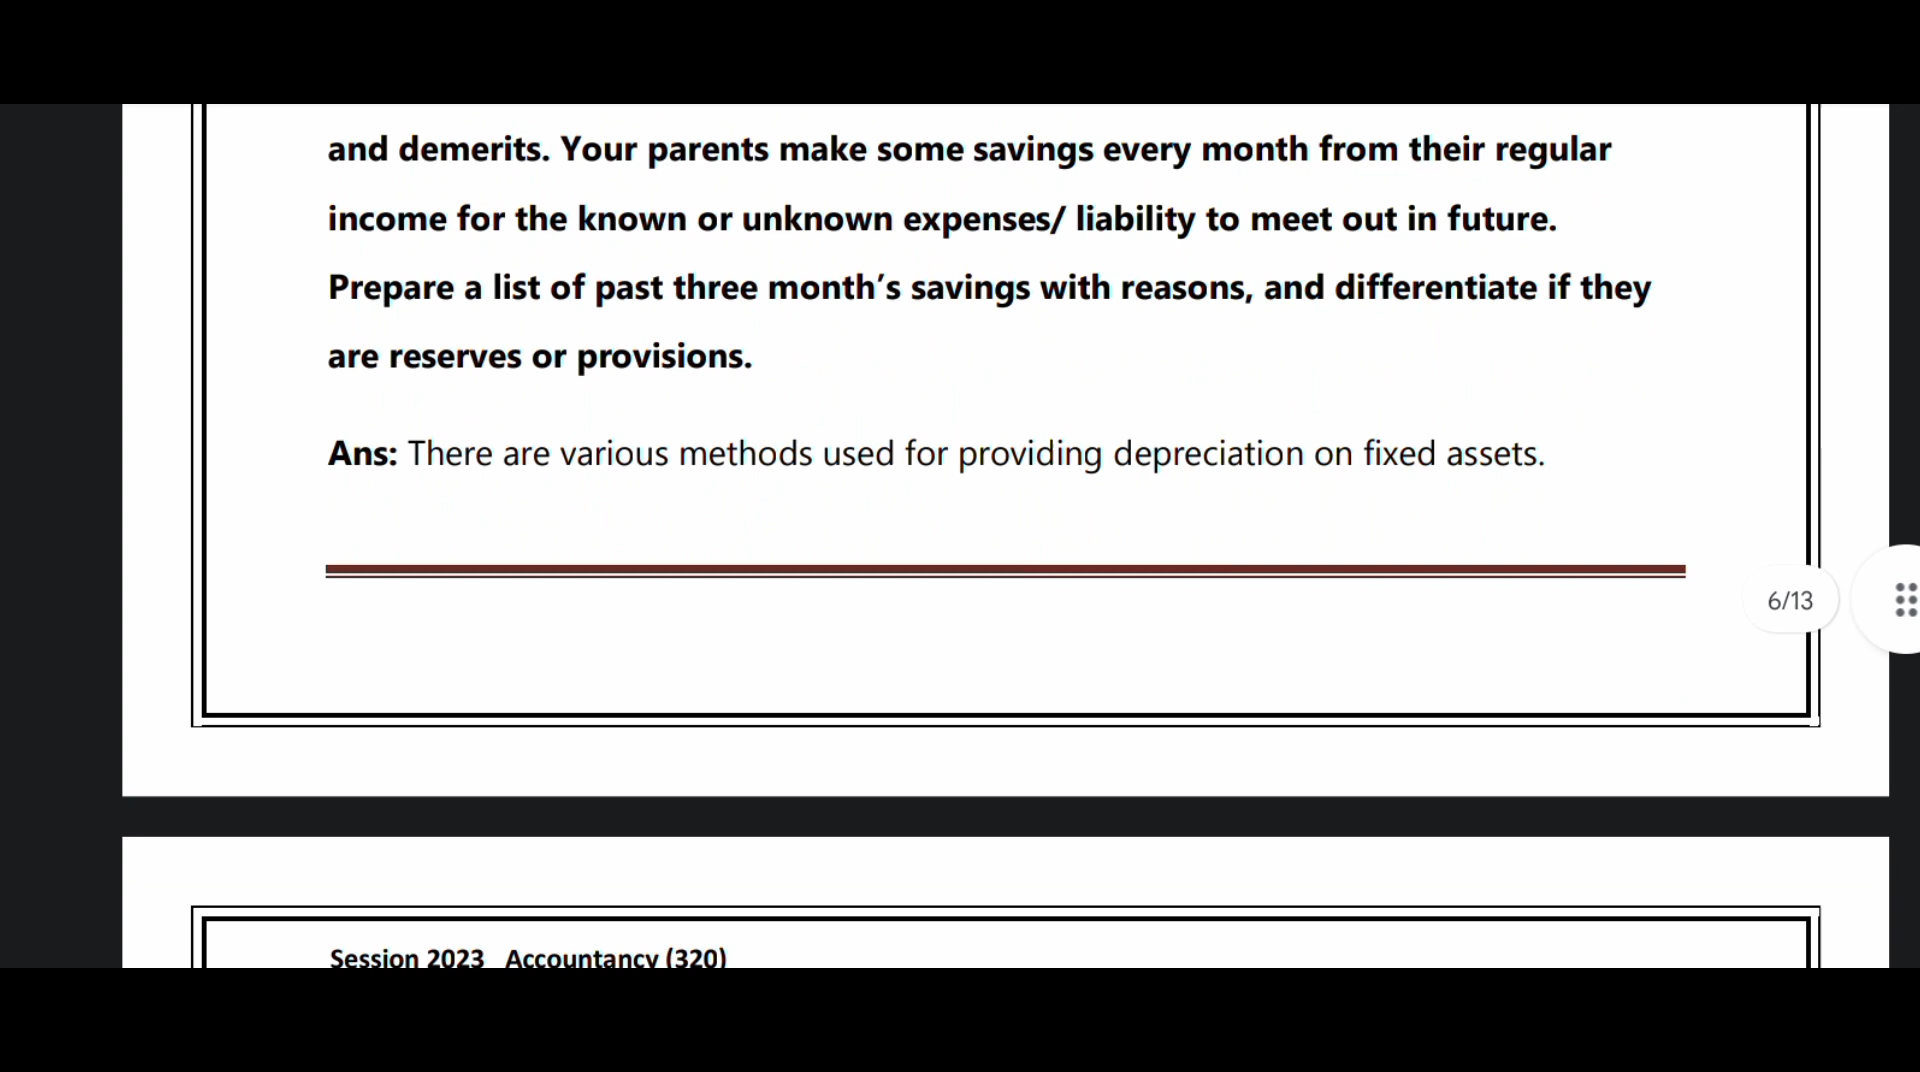 and demerits. Your parents make some savings every month from their regular
income for the known or unknown expenses/ liability to meet out in future.
Prepare a list of past three month’s savings with reasons, and differentiate if they
are reserves or provisions.
Ans: There are various methods used for providing depreciation on fixed assets.
6/13
Session 2023 Accountancy (320)